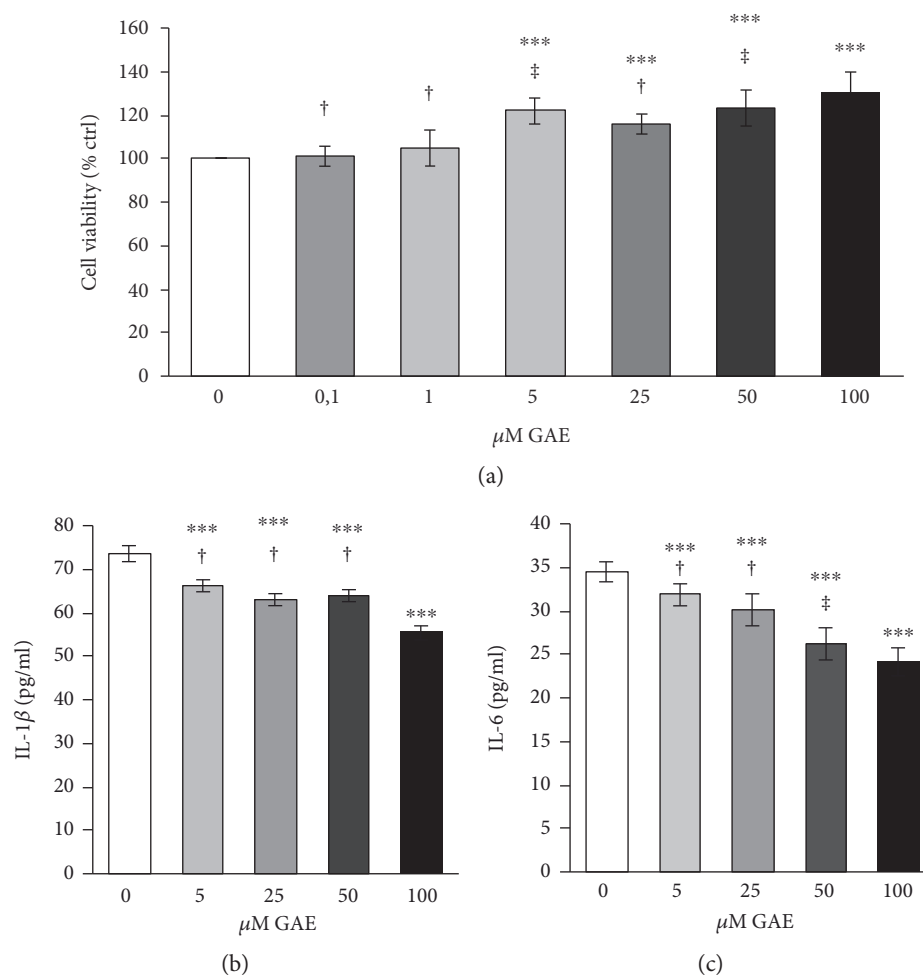 Cell viability (% ctrl)
160
140
120
100
80
60
40
20
0
† † *** ‡ *** † *** ‡ ***
0 0,1 1 5 25 50 100
μM GAE
(a)
IL-1β (pg/ml)
80
70
60
50
40
30
20
10
0
*** † *** † *** † ***
0 5 25 50 100
μM GAE
(b)
IL-6 (pg/ml)
40
35
30
25
20
15
10
5
0
*** † *** † *** ‡ ***
0 5 25 50 100
μM GAE
(c)